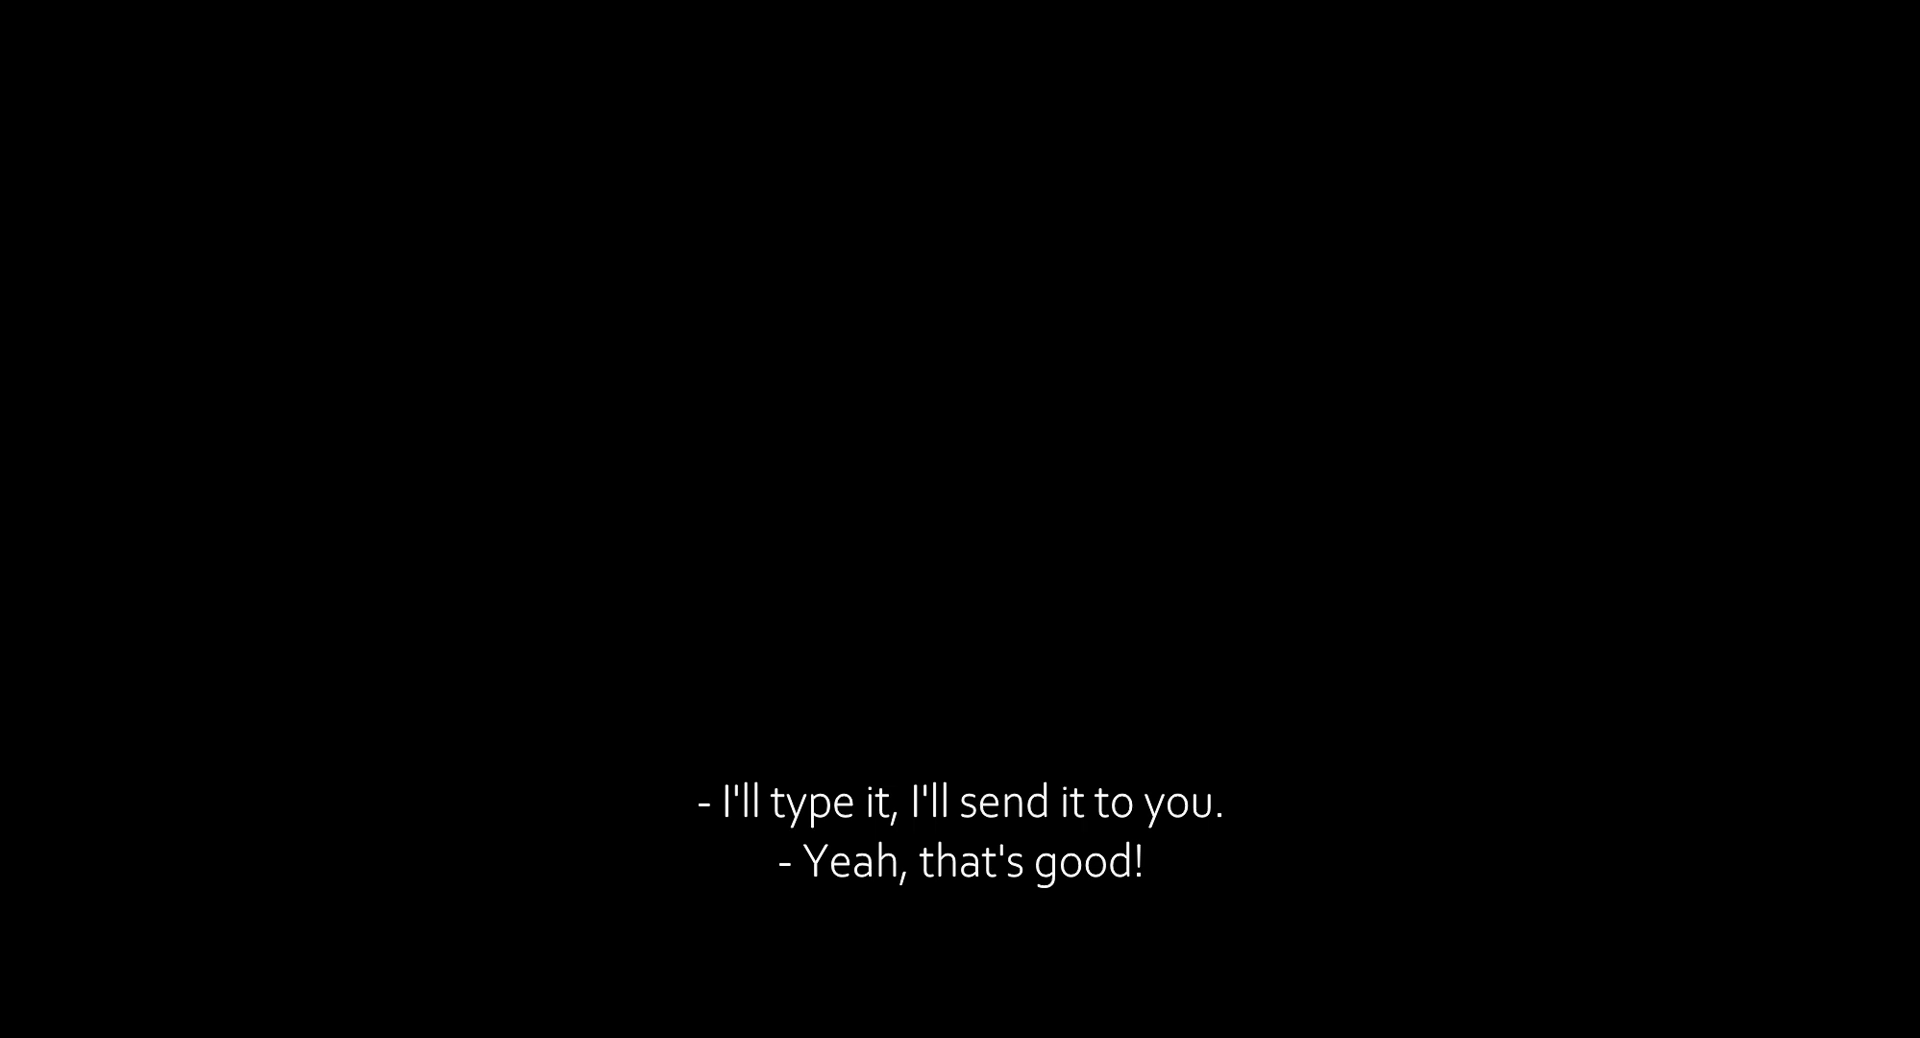 - I'll type it, I'll send it to you.
- Yeah, that's good!